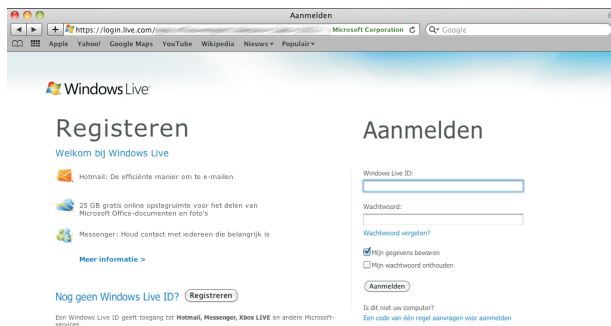 Aanmelden
https://login.live.com/
Microsoft Corporation
Google
Apple Yahoo! Google Maps YouTube Wikipedia Nieuws Populair
Windows Live
Registeren
Welkom bij Windows Live
Hotmail: De efficiënte manier om te e-mailen
25 GB gratis online opslagruimte voor het delen van
Microsoft Office-documenten en foto's
Messenger: Houd contact met iedereen die belangrijk is
Meer informatie >
Nog geen Windows Live ID? Registreren
Een Windows Live ID geeft toegang tot Hotmail, Messenger, Xbox LIVE en andere Microsoft-
services
Aanmelden
Windows Live ID:
Wachtwoord:
Wachtwoord vergeten?
Mijn gegevens bewaren
Mijn wachtwoord onthouden
Aanmelden
Is dit niet uw computer?
Een code van één regel aanvragen voor aanmelden